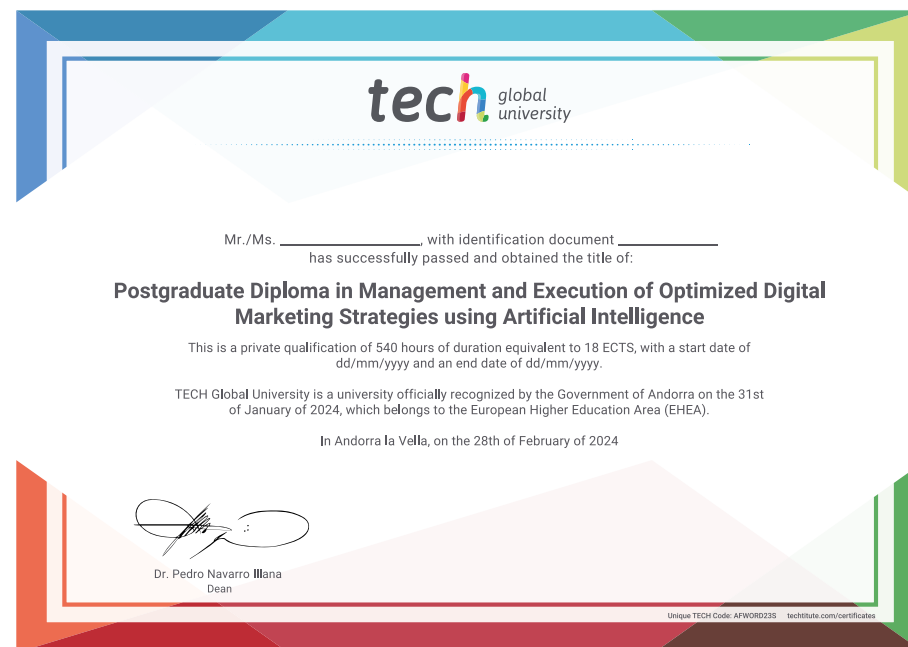 tech global university
Mr./Ms. ____________, with identification document ____________
has successfully passed and obtained the title of:
Postgraduate Diploma in Management and Execution of Optimized Digital
Marketing Strategies using Artificial Intelligence
This is a private qualification of 540 hours of duration equivalent to 18 ECTS, with a start date of
dd/mm/yyyy and an end date of dd/mm/yyyy.
TECH Global University is a university officially recognized by the Government of Andorra on the 31st
of January of 2024, which belongs to the European Higher Education Area (EHEA).
In Andorra la Vella, on the 28th of February of 2024
Dr. Pedro Navarro Illana
Dean
Unique TECH Code: AFWORD23S techtitute.com/certificates